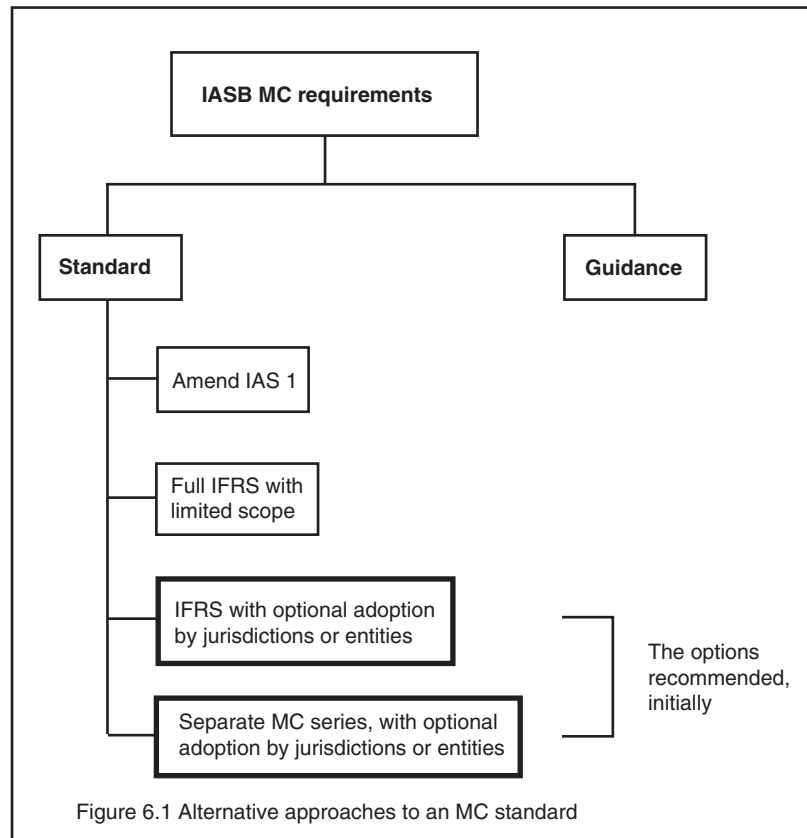 IASB MC requirements
Standard
Guidance
Amend IAS 1
Full IFRS with
limited scope
IFRS with optional adoption
by jurisdictions or entities
The options
recommended,
initially
Separate MC series, with optional
adoption by jurisdictions or entities
Figure 6.1 Alternative approaches to an MC standard